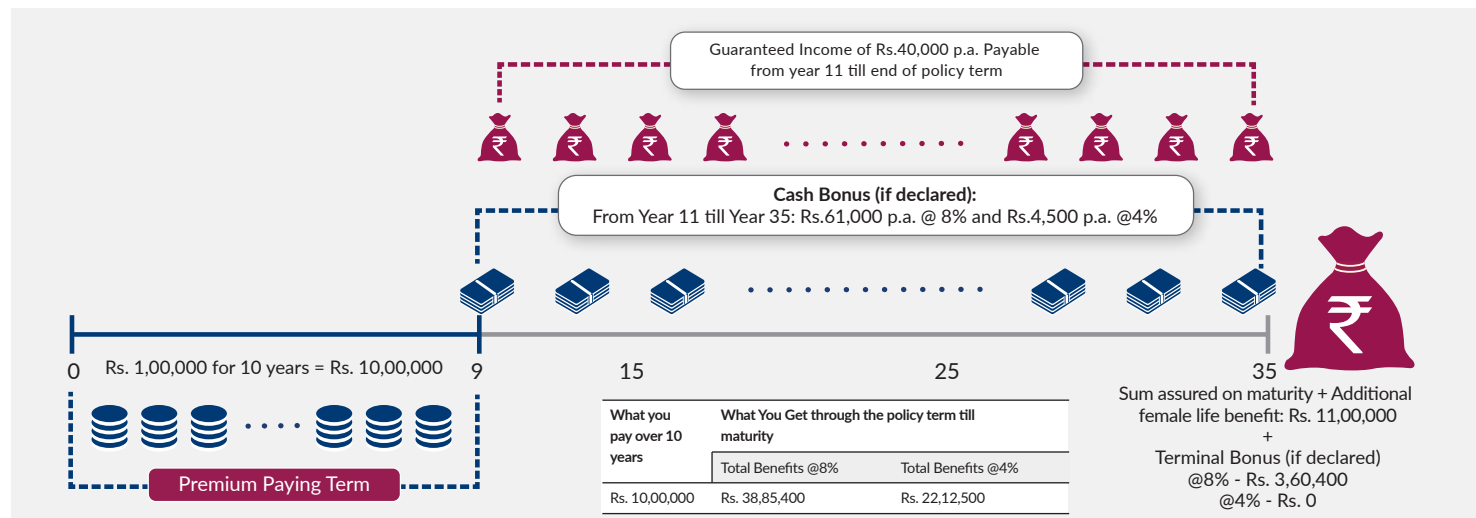 Guaranteed Income of Rs.40,000 p.a. Payable
from year 11 till end of policy term
₹ ₹ ₹ ₹ . . . . . . . . . . ₹ ₹ ₹ ₹
Cash Bonus (if declared):
From Year 11 till Year 35: Rs.61,000 p.a. @ 8% and Rs.4,500 p.a. @4%
₹
0 Rs. 1,00,000 for 10 years = Rs. 10,00,000 9 15 25 35
Premium Paying Term
What you
pay over 10
years
What You Get through the policy term till
maturity
Total Benefits @8% Total Benefits @4%
Rs. 10,00,000 Rs. 38,85,400 Rs. 22,12,500
Sum assured on maturity + Additional
female life benefit: Rs. 11,00,000
+
Terminal Bonus (if declared)
@8% - Rs. 3,60,400
@4% - Rs. 0